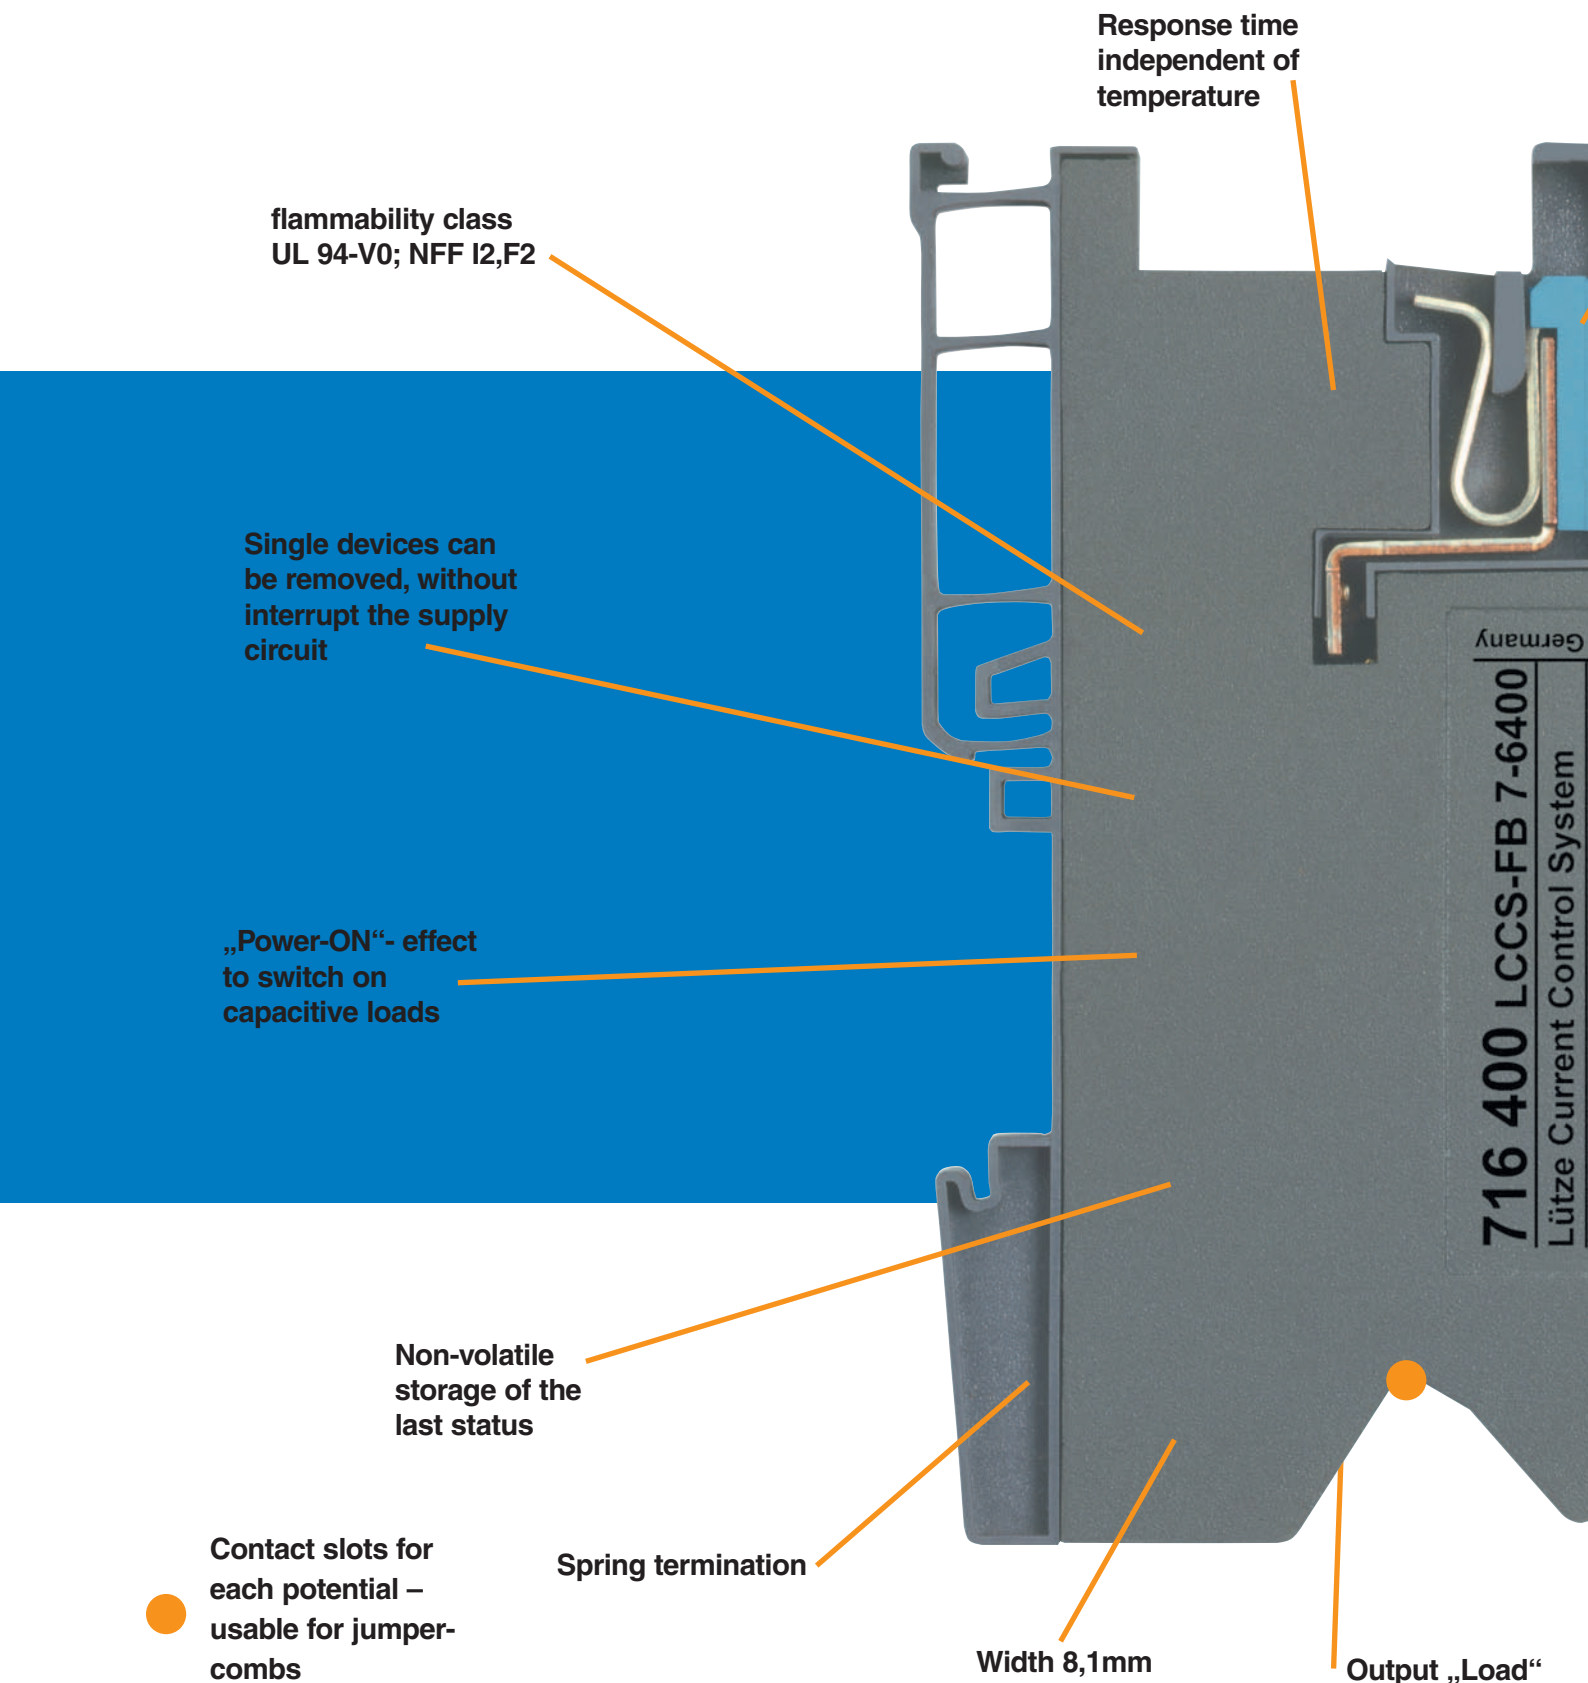 Response time
independent of
temperature
flammability class
UL 94-V0; NFF I2,F2
Single devices can
be removed, without
interrupt the supply
circuit
„Power-ON“- effect
to switch on
capacitive loads
Germany
716 400 LCCS-FB 7-6400
Lütze Current Control System
Non-volatile
storage of the
last status
Contact slots for
each potential –
usable for jumper-
combs
Spring termination
Width 8,1mm
Output „Load“